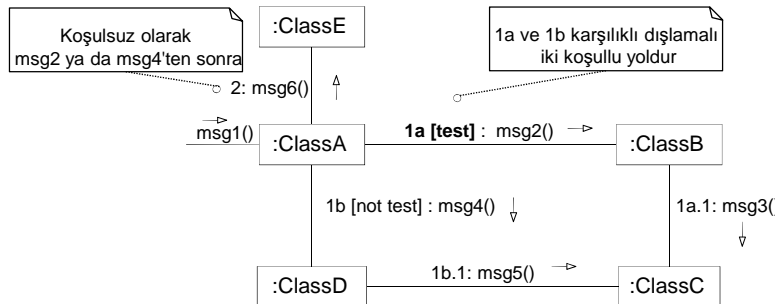 Koşulsuz olarak
msg2 ya da msg4'ten sonra
:ClassE
1a ve 1b karşılıklı dışlamalı
iki koşullu yoldur
2: msg6()
msg1()
:ClassA
1a [test] : msg2()
:ClassB
1b [not test] : msg4()
1a.1: msg3()
:ClassD
1b.1: msg5()
:ClassC